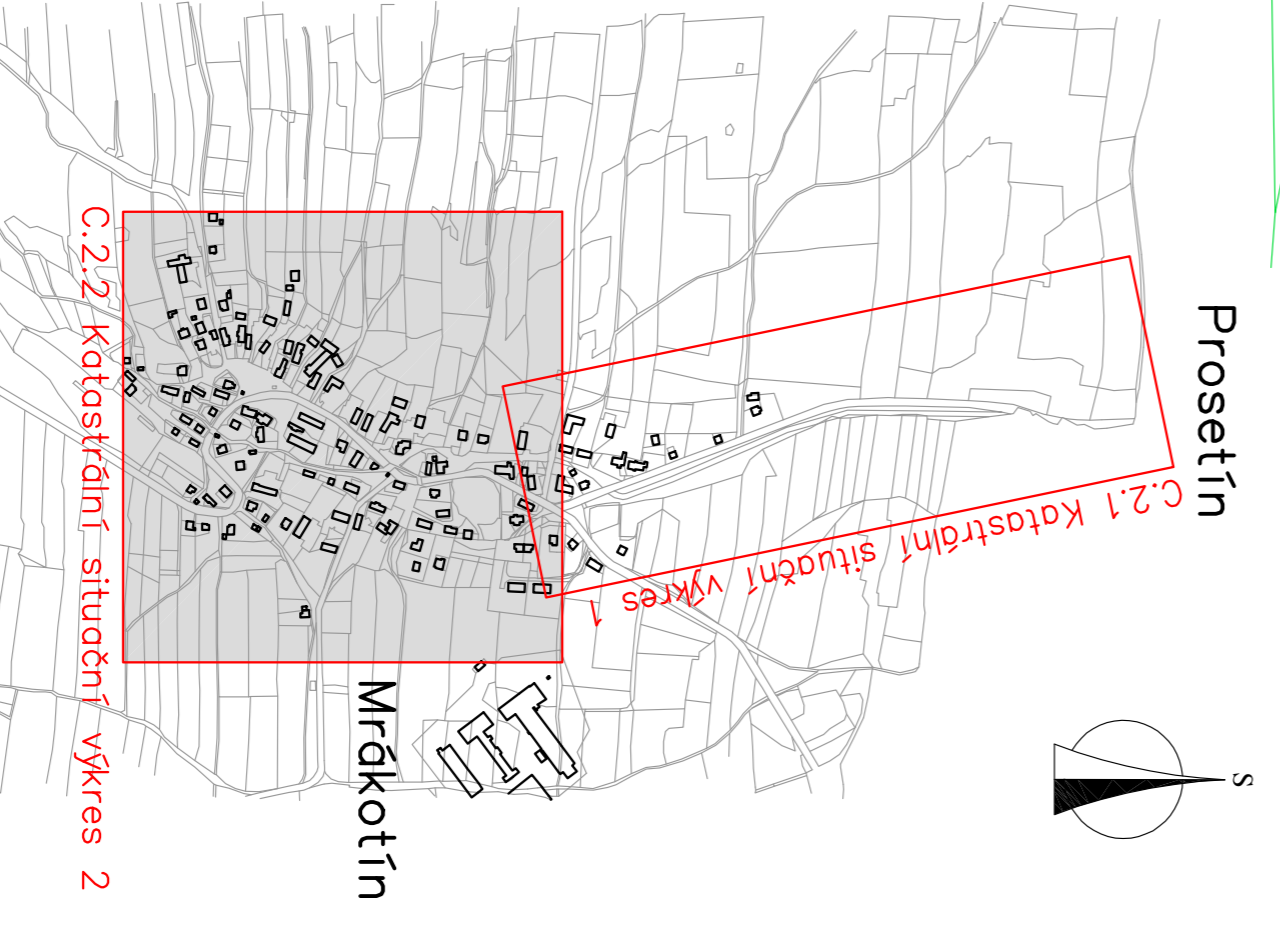 Prosetín
C.2.1 Katastrální situační výkres 1
S
Mrákotín
C.2.2 Katastrální situační výkres 2